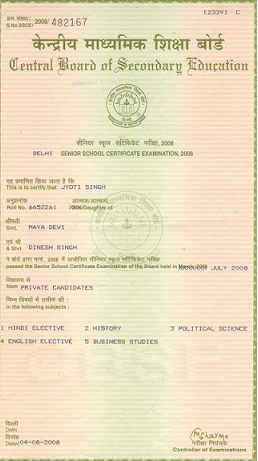 क्रम संख्या/
S.No.SSCE/ 2008/ 482167 [2339] C
केन्द्रीय माध्यमिक शिक्षा बोर्ड
Central Board of Secondary Education
सीनियर स्कूल सर्टिफिकेट परीक्षा, 2008
DELHI SENIOR SCHOOL CERTIFICATE EXAMINATION, 2008
यह प्रमाणित किया जाता है कि
This is to certify that JYOTI SINGH
अनुक्रमांक आत्मज/आत्मजा
Roll No. 6652261 Daughter of
श्रीमती
Smt. MAYA DEVI
एवं श्री
& Shri DINESH SINGH
ने बोर्ड द्वारा मार्च, 2008 में आयोजित सीनियर स्कूल सर्टिफिकेट परीक्षा
passed the Senior School Certificate Examination of the Board held in JULY 2008
विद्यालय से
from PRIVATE CANDIDATES
निम्न विषयों में उत्तीर्ण की :
in the following subjects :
1 HINDI ELECTIVE 2 HISTORY 3 POLITICAL SCIENCE
4 ENGLISH ELECTIVE 5 BUSINESS STUDIES
दिल्ली
Delhi
दिनांक
Dated 04-08-2008
परीक्षा नियंत्रक
Controller of Examinations